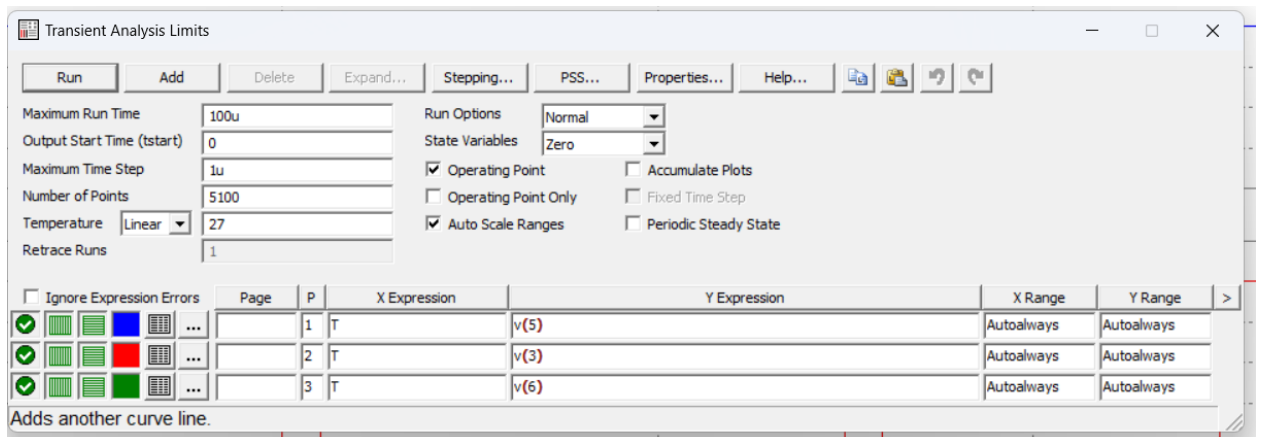 Transient Analysis Limits
Run Add Delete Expand... Stepping... PSS... Properties... Help...
Maximum Run Time 100u Run Options Normal
Output Start Time (tstart) 0 State Variables Zero
Maximum Time Step 1u Operating Point Accumulate Plots
Number of Points 5100 Operating Point Only Fixed Time Step
Temperature Linear 27 Auto Scale Ranges Periodic Steady State
Retrace Runs 1
Ignore Expression Errors Page P X Expression Y Expression X Range Y Range >
... 1 T v(5) Autoalways Autoalways
... 2 T v(3) Autoalways Autoalways
... 3 T v(6) Autoalways Autoalways
Adds another curve line.